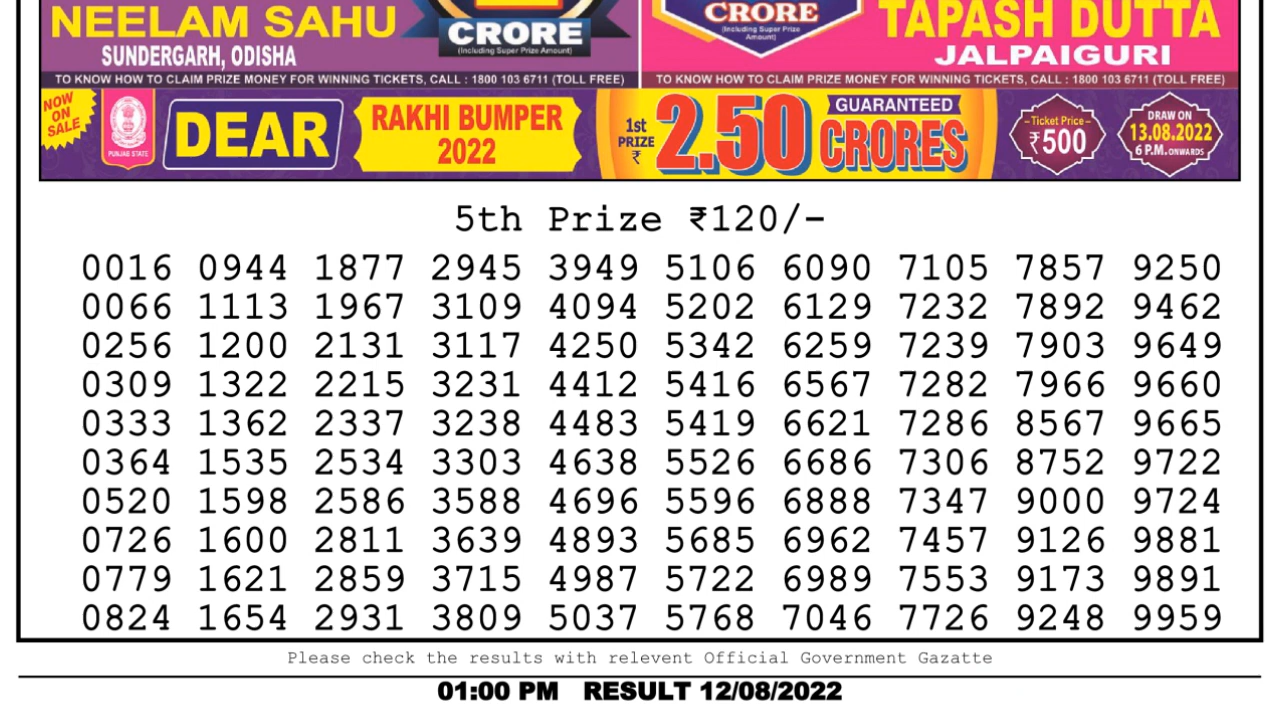 NEELAM SAHU
SUNDERGARH, ODISHA
CRORE
(Including Super Prize Amount)
CRORE
(Including Super Prize
Amount)
TAPASH DUTTA
JALPAIGURI
TO KNOW HOW TO CLAIM PRIZE MONEY FOR WINNING TICKETS, CALL : 1800 103 6711 (TOLL FREE)
TO KNOW HOW TO CLAIM PRIZE MONEY FOR WINNING TICKETS, CALL : 1800 103 6711 (TOLL FREE)
NOW
ON
SALE
PUNJAB STATE
DEAR
RAKHI BUMPER
2022
1st
PRIZE
₹
2.50
GUARANTEED
CRORES
Ticket Price
₹500
DRAW ON
13.08.2022
6 P.M. ONWARDS
5th Prize ₹120/-
0016 0944 1877 2945 3949 5106 6090 7105 7857 9250
0066 1113 1967 3109 4094 5202 6129 7232 7892 9462
0256 1200 2131 3117 4250 5342 6259 7239 7903 9649
0309 1322 2215 3231 4412 5416 6567 7282 7966 9660
0333 1362 2337 3238 4483 5419 6621 7286 8567 9665
0364 1535 2534 3303 4638 5526 6686 7306 8752 9722
0520 1598 2586 3588 4696 5596 6888 7347 9000 9724
0726 1600 2811 3639 4893 5685 6962 7457 9126 9881
0779 1621 2859 3715 4987 5722 6989 7553 9173 9891
0824 1654 2931 3809 5037 5768 7046 7726 9248 9959
Please check the results with relevent Official Government Gazatte
01:00 PM RESULT 12/08/2022